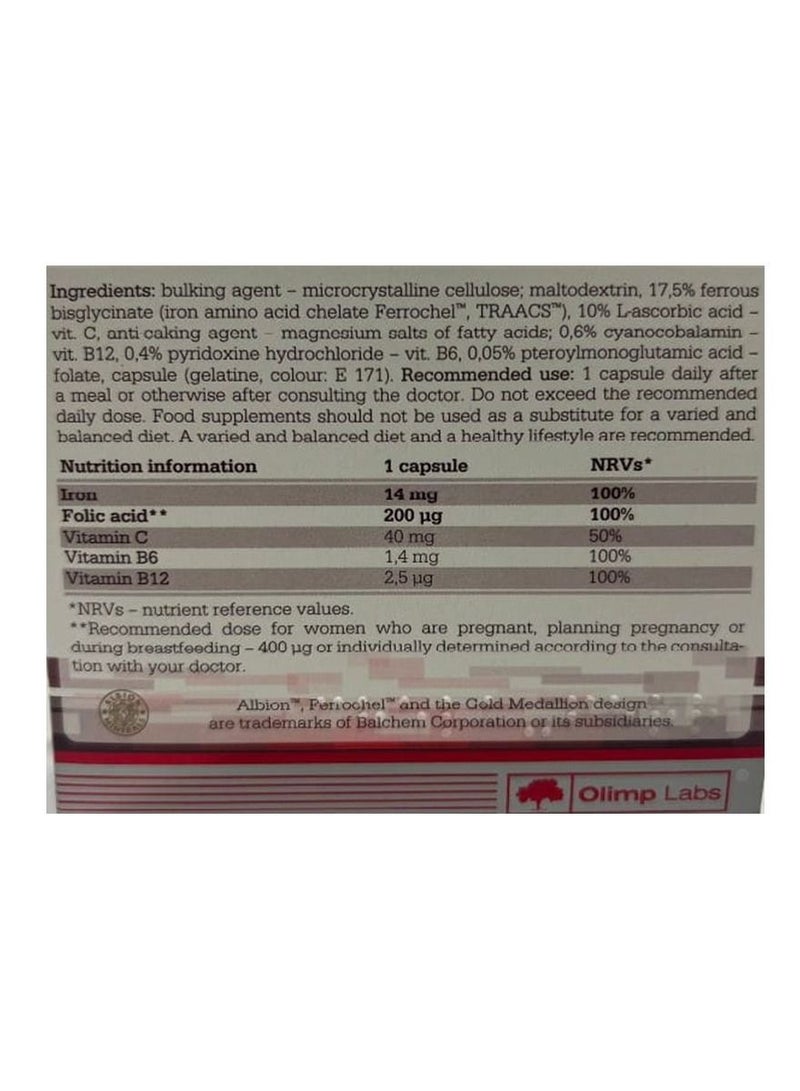 Ingredients: bulking agent – microcrystalline cellulose; maltodextrin, 17,5% ferrous
bisglycinate (iron amino acid chelate Ferrochel™, TRAACS™), 10% L-ascorbic acid –
vit. C, anti-caking agent – magnesium salts of fatty acids; 0,6% cyanocobalamin –
vit. B12, 0,4% pyridoxine hydrochloride – vit. B6, 0,05% pteroylmonoglutamic acid –
folate, capsule (gelatine, colour: E 171). Recommended use: 1 capsule daily after
a meal or otherwise after consulting the doctor. Do not exceed the recommended
daily dose. Food supplements should not be used as a substitute for a varied and
balanced diet. A varied and balanced diet and a healthy lifestyle are recommended.
Nutrition information 1 capsule NRVs*
Iron 14 mg 100%
Folic acid** 200 µg 100%
Vitamin C 40 mg 50%
Vitamin B6 1,4 mg 100%
Vitamin B12 2,5 µg 100%
*NRVs – nutrient reference values.
**Recommended dose for women who are pregnant, planning pregnancy or
during breastfeeding – 400 µg or individually determined according to the consulta-
tion with your doctor.
ALBION
MINERALS
Albion™, Ferrochel™ and the Gold Medallion design™
are trademarks of Balchem Corporation or its subsidiaries.
Olimp Labs®